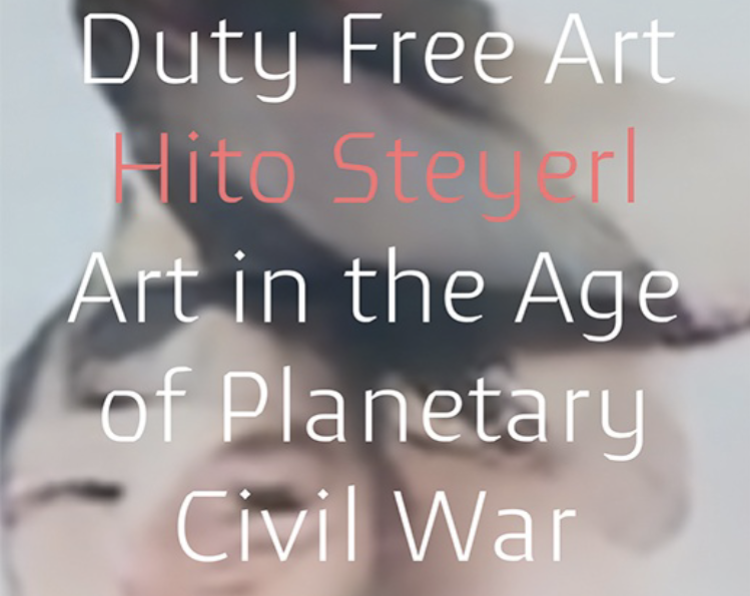 Duty Free Art
Hito Steyerl
Art in the Age
of Planetary
Civil War